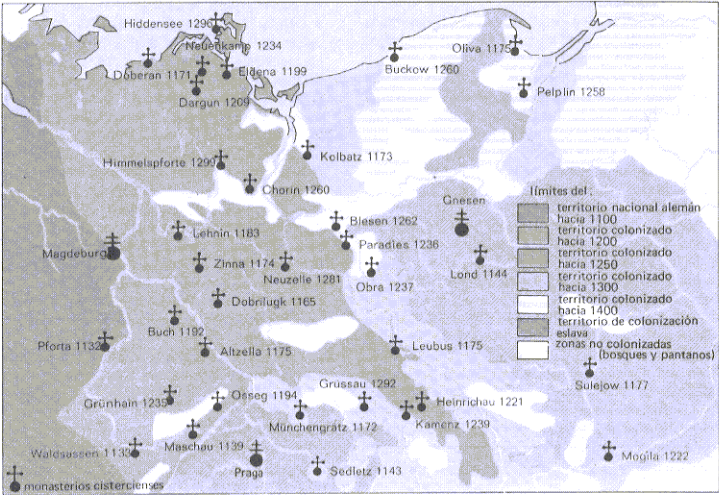 Hiddensee 1296
Neuenkamp 1234
Oliva 1175
Doberan 1171
Eldena 1199
Buckow 1260
Dargun 1209
Pelplin 1258
Himmelspforte 1299
Kolbatz 1173
Chorin 1260
Gnesen
Blesen 1262
Lehnin 1183
Paradies 1236
Magdeburg
Zinna 1174
Neuzelle 1281
Obra 1237
Lond 1144
Dobrilugk 1165
Buch 1192
Pforta 1132
Altzella 1175
Leubus 1175
Sulejow 1177
Grünhain 1235
Osseg 1194
Grüssau 1292
Heinrichau 1221
Münchengrätz 1172
Kamenz 1239
Maschau 1139
Waldsassen 1133
Praga
Sedletz 1143
Mogila 1222
límites del :
territorio nacional alemán
hacia 1100
territorio colonizado
hacia 1200
territorio colonizado
hacia 1250
territorio colonizado
hacia 1300
territorio colonizado
hacia 1400
territorio de colonización
eslava
zonas no colonizadas
(bosques y pantanos)
monasterios cistercienses